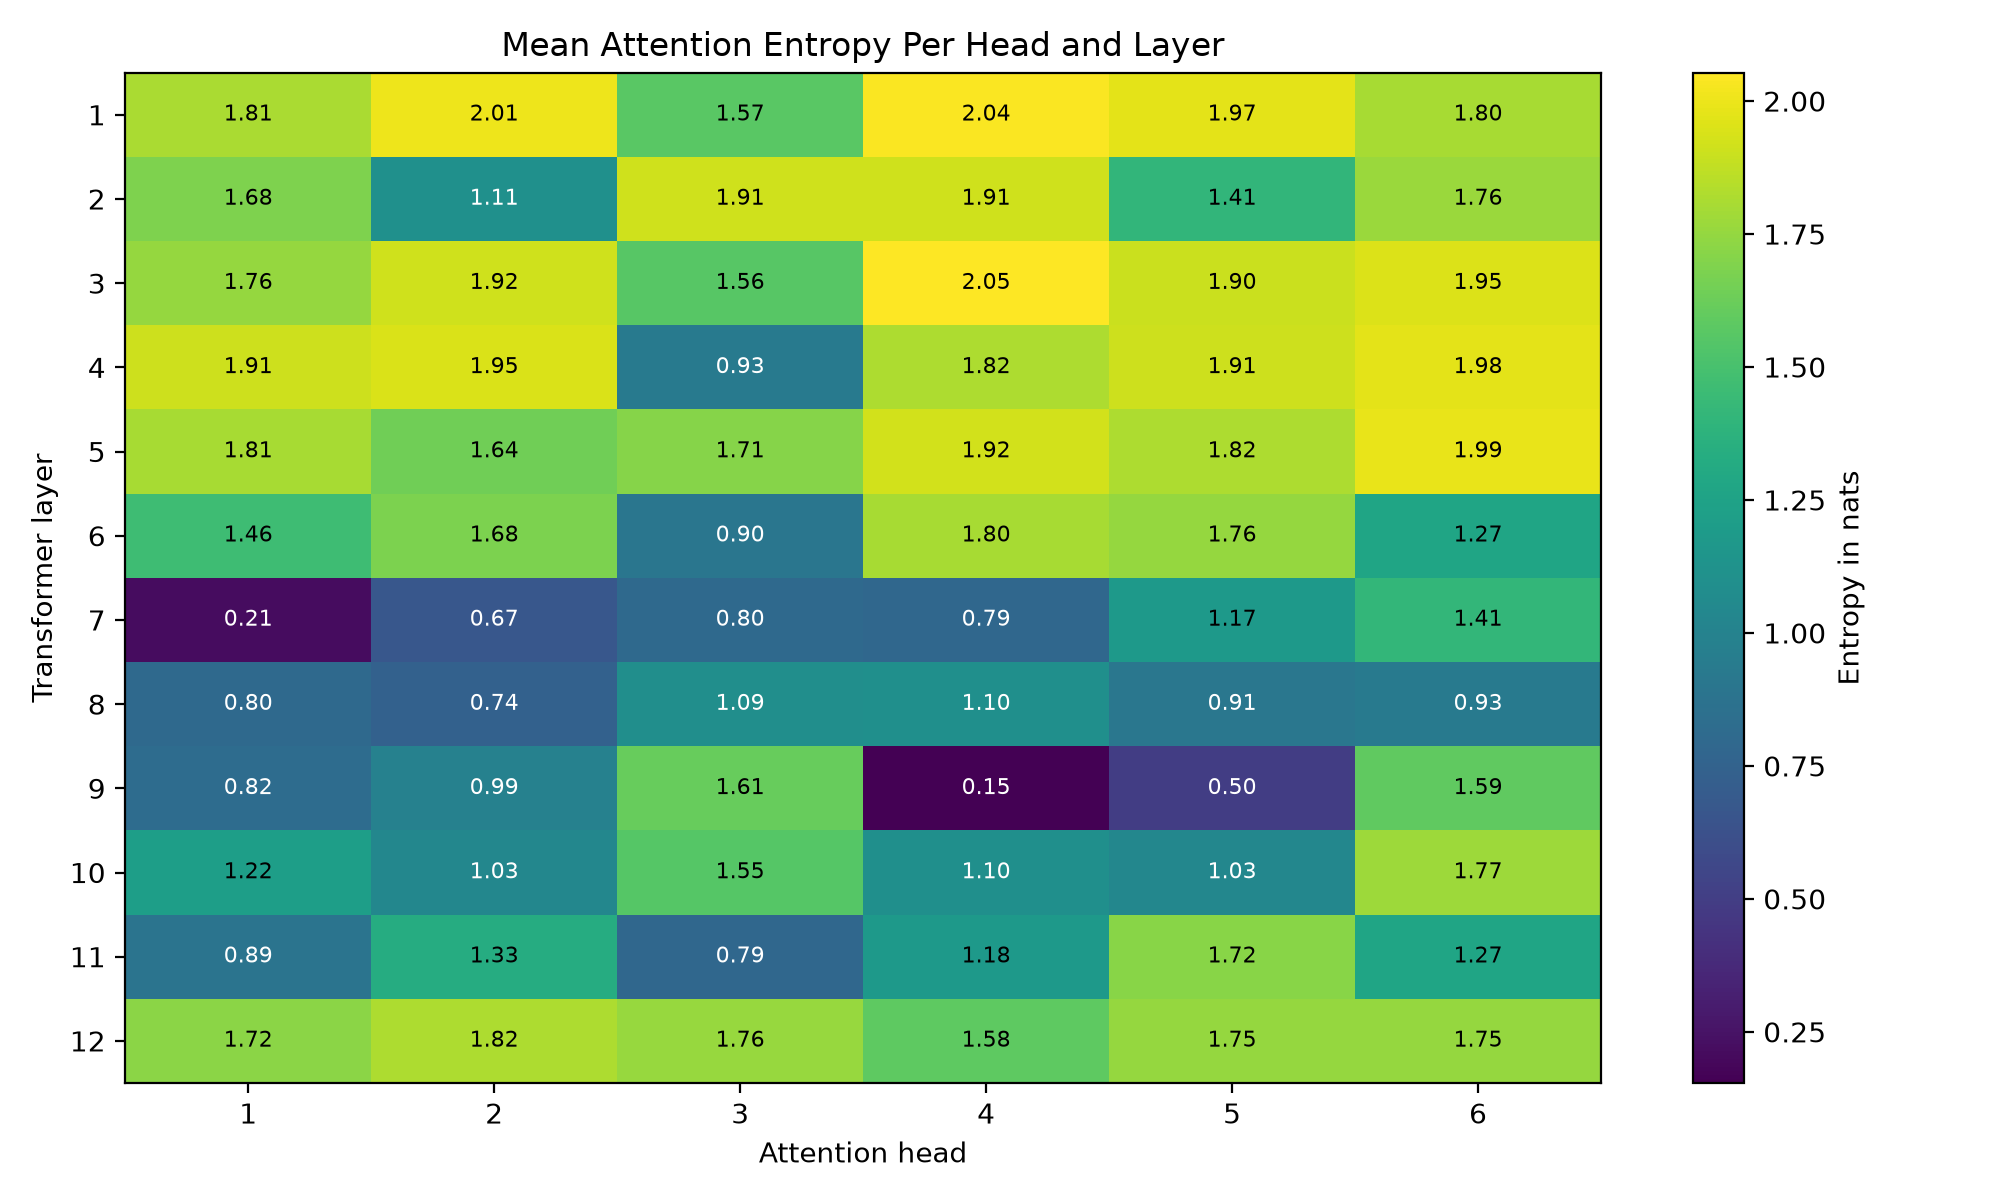 Mean Attention Entropy Per Head and Layer
1 1.81 2.01 1.57 2.04 1.97 1.80
2 1.68 1.11 1.91 1.91 1.41 1.76
3 1.76 1.92 1.56 2.05 1.90 1.95
4 1.91 1.95 0.93 1.82 1.91 1.98
5 1.81 1.64 1.71 1.92 1.82 1.99
6 1.46 1.68 0.90 1.80 1.76 1.27
7 0.21 0.67 0.80 0.79 1.17 1.41
8 0.80 0.74 1.09 1.10 0.91 0.93
9 0.82 0.99 1.61 0.15 0.50 1.59
10 1.22 1.03 1.55 1.10 1.03 1.77
11 0.89 1.33 0.79 1.18 1.72 1.27
12 1.72 1.82 1.76 1.58 1.75 1.75
1 2 3 4 5 6
Attention head
Transformer layer
2.00
1.75
1.50
1.25
1.00
0.75
0.50
0.25
Entropy in nats